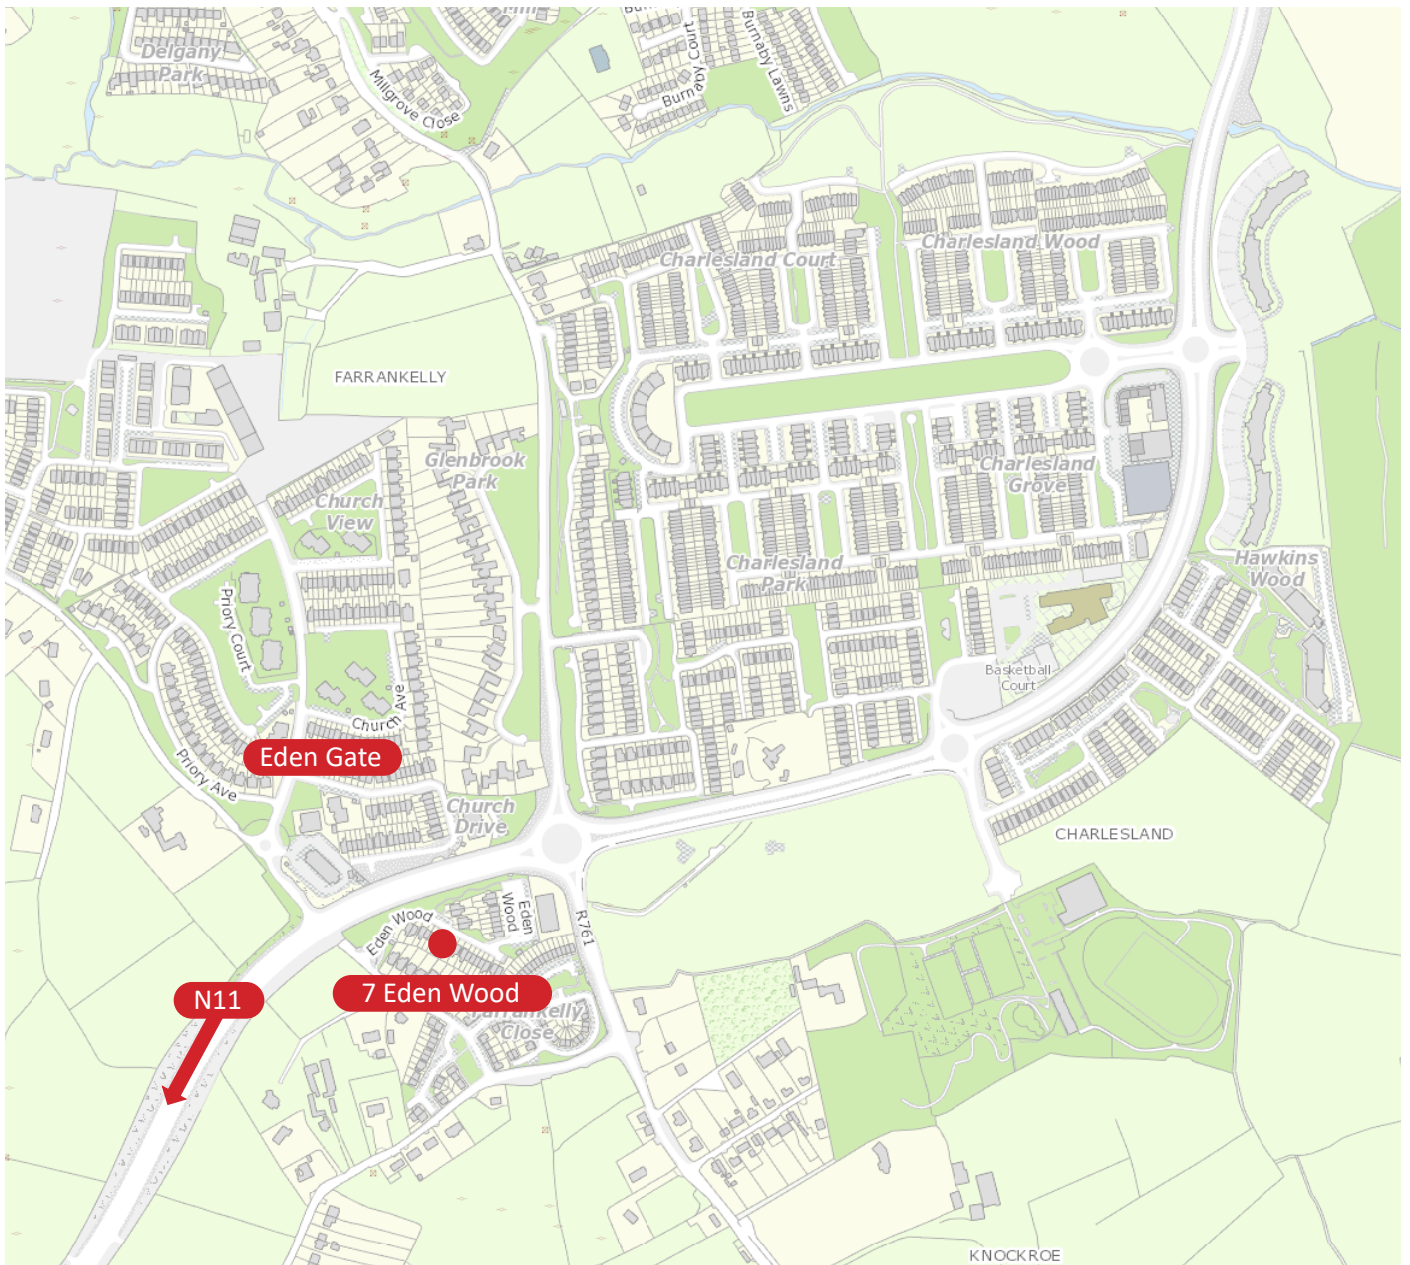 Mill
Delgany
Park
Millgrove Close
Burnaby Court
Burnaby Lawns
Charlesland Wood
Charlesland Court
FARRANKELLY
Glenbrook
Park
Church
View
Charlesland
Grove
Charlesland
Park
Hawkins
Wood
Priory Court
Basketball
Court
Church Ave
Eden Gate
Priory Ave
Church
Drive
CHARLESLAND
Eden Wood
Eden
Wood
R761
7 Eden Wood
N11
Farrankelly
Close
KNOCKROE